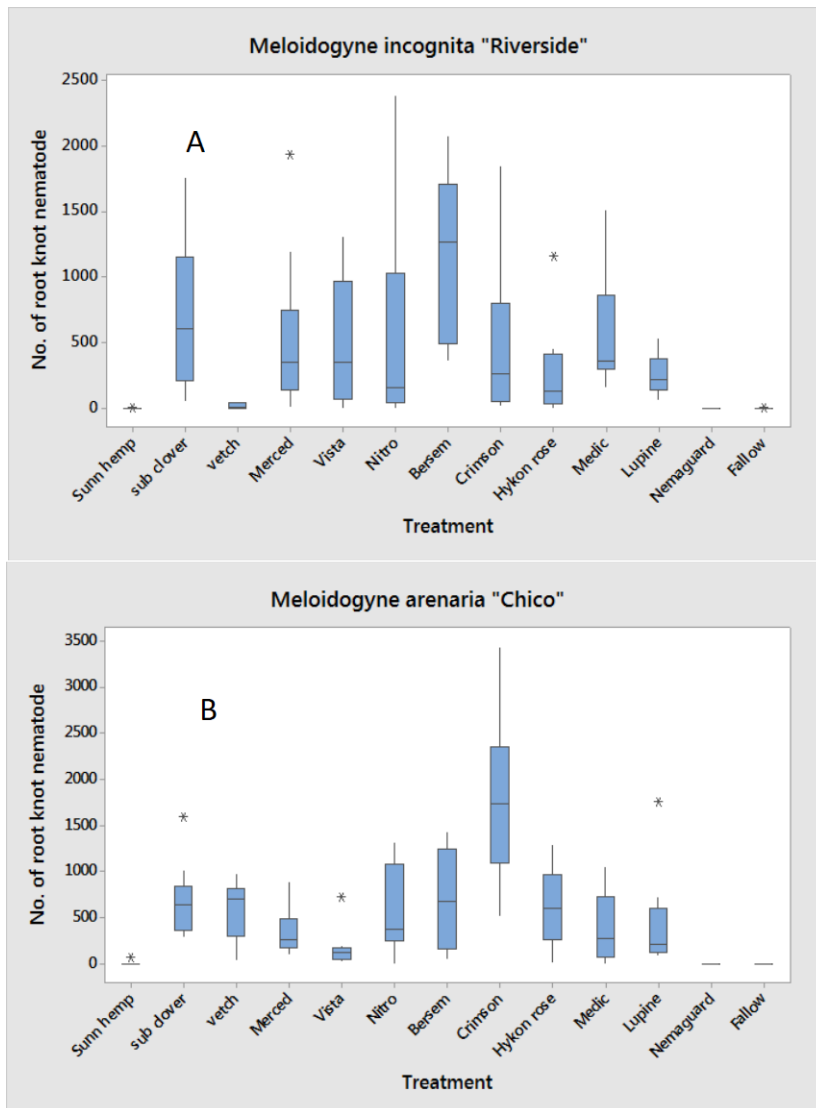 Meloidogyne incognita "Riverside"
A
No. of root knot nematode
2500
2000
1500
1000
500
0
Sunn hemp
sub clover
vetch
Merced
Vista
Nitro
Bersem
Crimson
Hykon rose
Medic
Lupine
Nemaguard
Fallow
Treatment
Meloidogyne arenaria "Chico"
B
No. of root knot nematode
3500
3000
2500
2000
1500
1000
500
0
Sunn hemp
sub clover
vetch
Merced
Vista
Nitro
Bersem
Crimson
Hykon rose
Medic
Lupine
Nemaguard
Fallow
Treatment